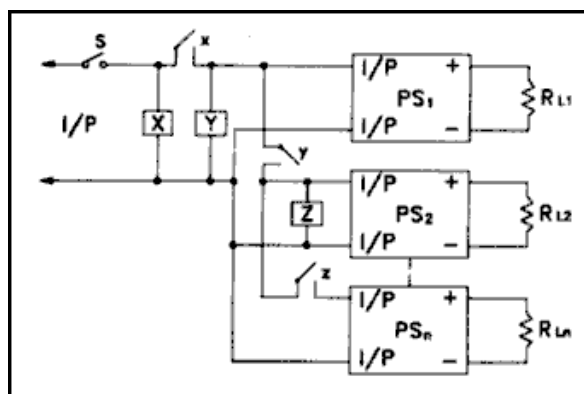 S
x
I/P
+
PS1
RL1
I/P
X
Y
I/P
-
y
I/P
+
Z
PS2
RL2
I/P
-
z
I/P
+
PSn
RLn
I/P
-